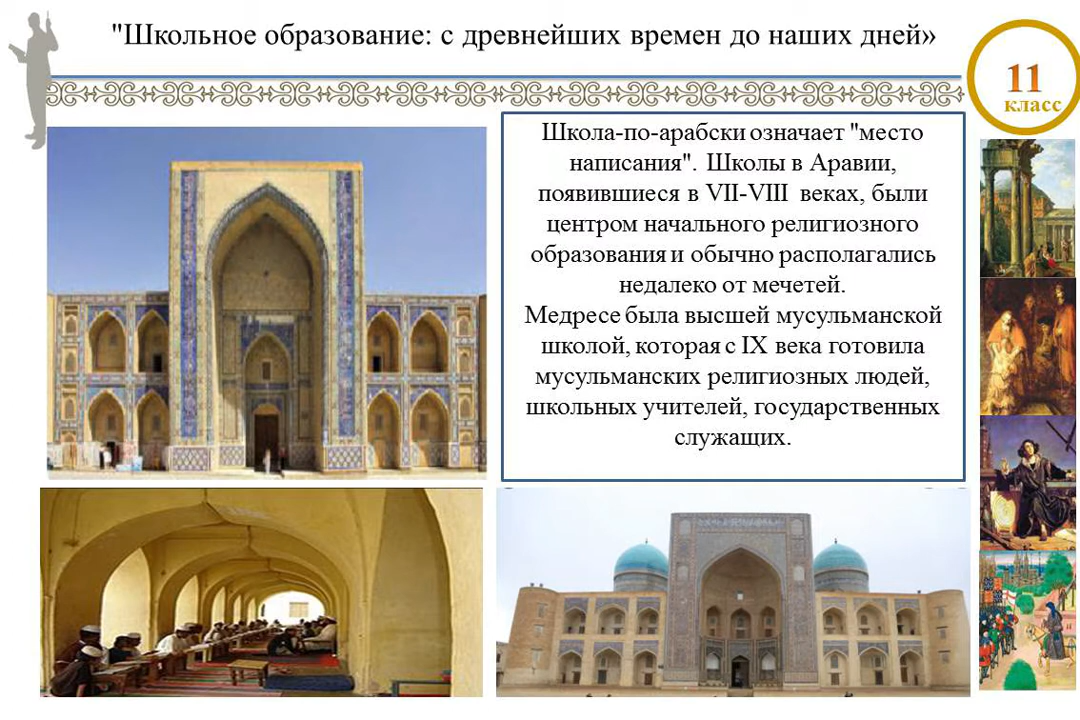 "Школьное образование: с древнейших времен до наших дней»
11
класс
Школа-по-арабски означает "место
написания". Школы в Аравии,
появившиеся в VII-VIII веках, были
центром начального религиозного
образования и обычно располагались
недалеко от мечетей.
Медресе была высшей мусульманской
школой, которая с IX века готовила
мусульманских религиозных людей,
школьных учителей, государственных
служащих.